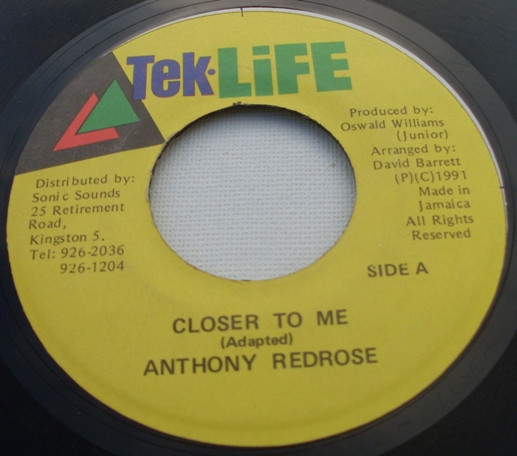 Tek·LiFE
Produced by:
Oswald Williams
(Junior)
Arranged by:
David Barrett
(P)(C)1991
Made in
Jamaica
All Rights
Reserved
Distributed by:
Sonic Sounds
25 Retirement
Road,
Kingston 5.
Tel: 926-2036
926-1204
SIDE A
CLOSER TO ME
(Adapted)
ANTHONY REDROSE